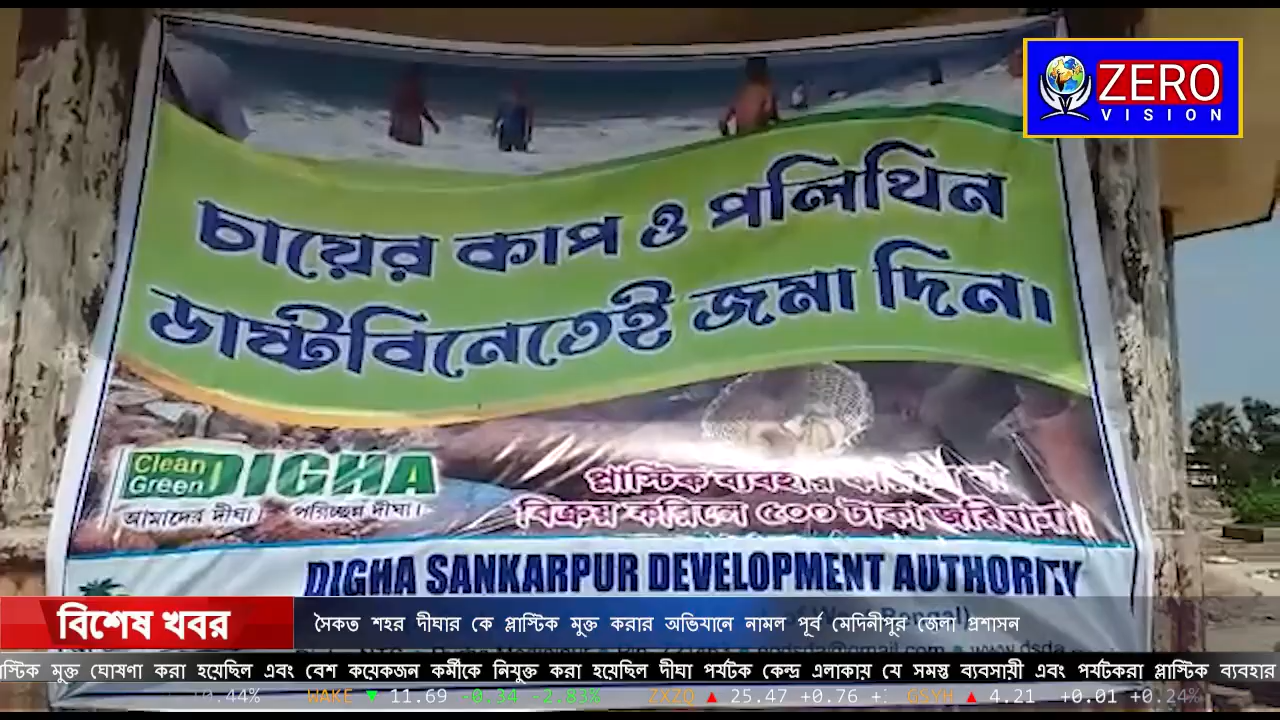 ZERO
VISION
চায়ের কাপ ও পলিথিন
ডাষ্টবিনেতেই জমা দিন।
Clean
Green
DIGHA
আমাদের দীঘা। পরিচ্ছন্ন দীঘা।
প্লাস্টিক ব্যবহার
বিক্রয় করিলে ৫০০ টাকা জরিমানা।
DIGHA SANKARPUR DEVELOPMENT AUTHORITY
বিশেষ খবর
সৈকত শহর দীঘার কে প্লাস্টিক মুক্ত করার অভিযানে নামল পূর্ব মেদিনীপুর জেলা প্রশাসন
মুক্ত ঘোষণা করা হয়েছিল এবং বেশ কয়েকজন কর্মীকে নিযুক্ত করা হয়েছিল দীঘা পর্যটক কেন্দ্র এলাকায় যে সমস্ত ব্যবসায়ী এবং পর্যটকরা প্লাস্টিক ব্যবহার
WAKE ▼ 11.69 -0.34 -2.83% ZXZQ ▲ 25.47 +0.76 GSYH ▲ 4.21 +0.01 +0.24%